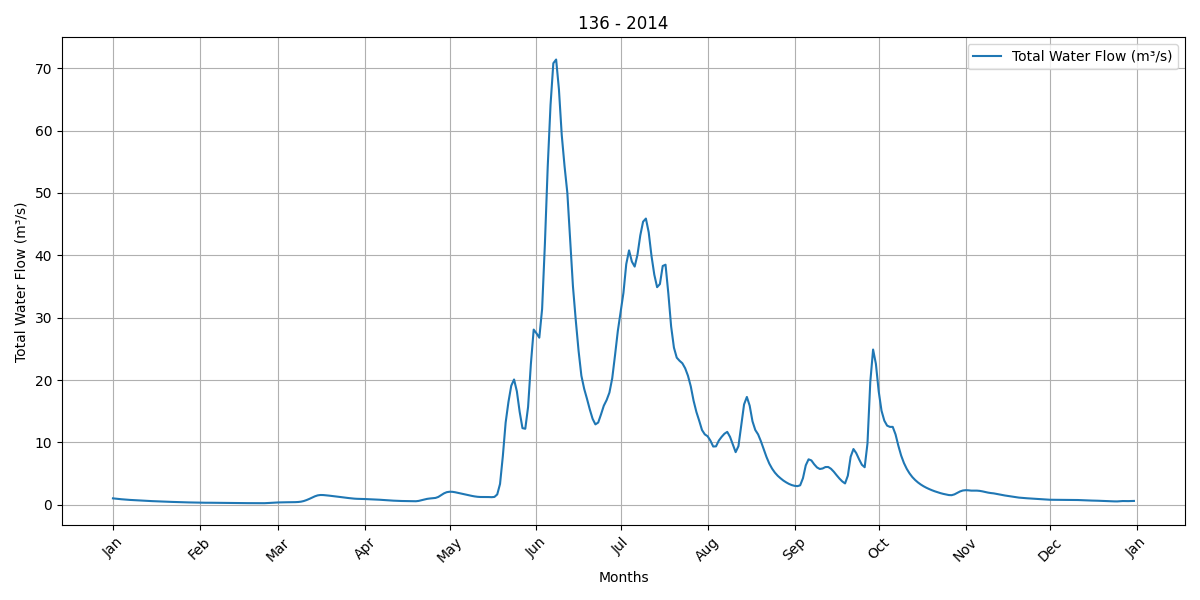 136 - 2014
Total Water Flow (m³/s)
Total Water Flow (m³/s)
70
60
50
40
30
20
10
0
Jan
Feb
Mar
Apr
May
Jun
Jul
Aug
Sep
Oct
Nov
Dec
Jan
Months